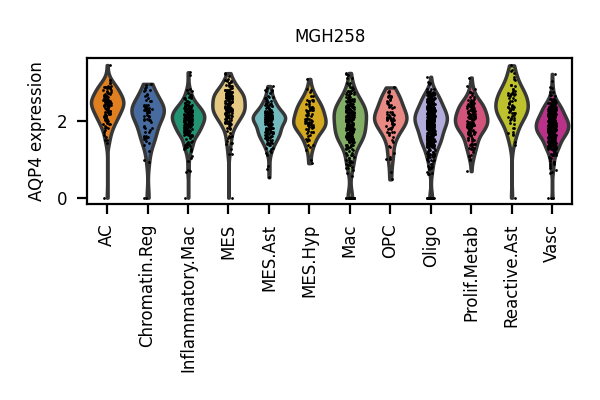 MGH258
AQP4 expression
2
0
AC
Chromatin.Reg
Inflammatory.Mac
MES
MES.Ast
MES.Hyp
Mac
OPC
Oligo
Prolif.Metab
Reactive.Ast
Vasc